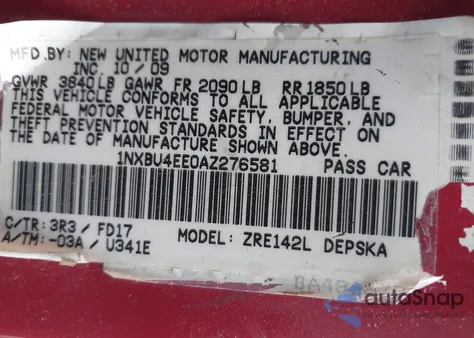 MFD.BY: NEW UNITED MOTOR MANUFACTURING
INC. 10/09
GVWR 3840LB GAWR FR 2090LB RR1850LB
THIS VEHICLE CONFORMS TO ALL APPLICABLE
FEDERAL MOTOR VEHICLE SAFETY, BUMPER, AND
THEFT PREVENTION STANDARDS IN EFFECT ON
THE DATE OF MANUFACTURE SHOWN ABOVE.
1NXBU4EE0AZ276581 PASS CAR
C/TR: 3R3 / FD17
A/TM: -03A / U341E MODEL: ZRE142L DEPSKA
autoSnap